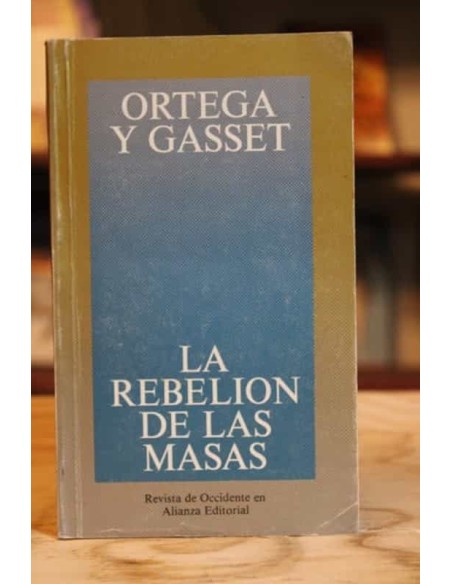 ORTEGA
Y GASSET
LA
REBELION
DE LAS
MASAS
Revista de Occidente en
Alianza Editorial